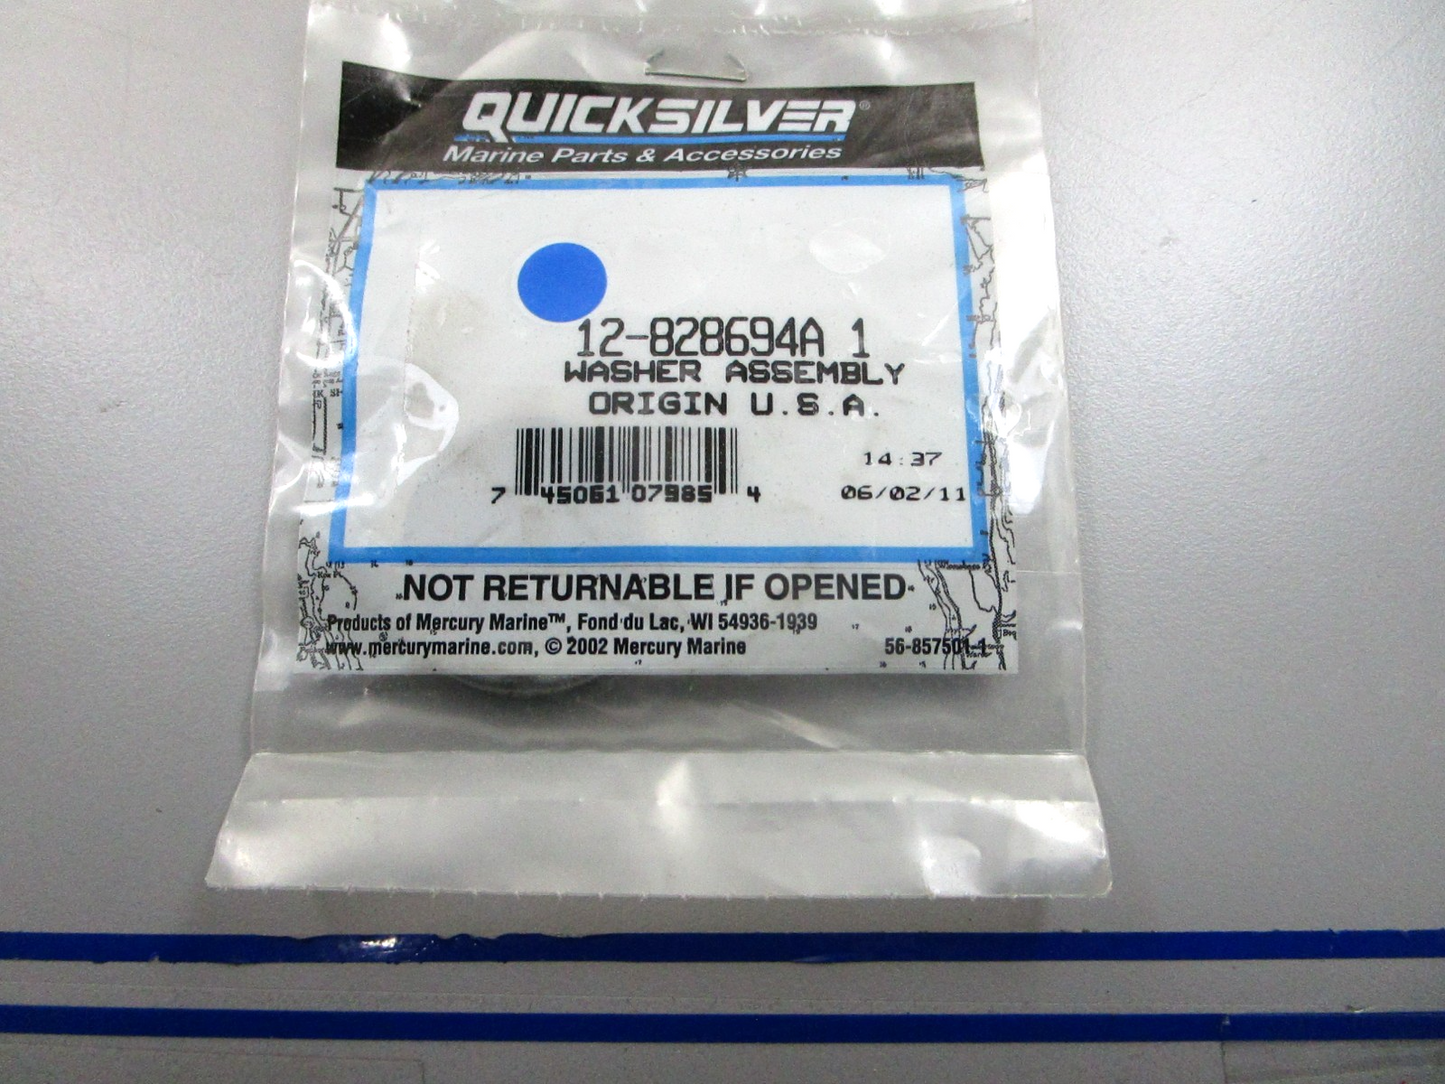 QUICKSILVER®
Marine Parts & Accessories
12-828694A 1
WASHER ASSEMBLY
ORIGIN U.S.A.
14:37
7 45061 07985 4
06/02/11
NOT RETURNABLE IF OPENED
Products of Mercury Marine™, Fond du Lac, WI 54936-1939
www.mercurymarine.com, © 2002 Mercury Marine
56-857501-1